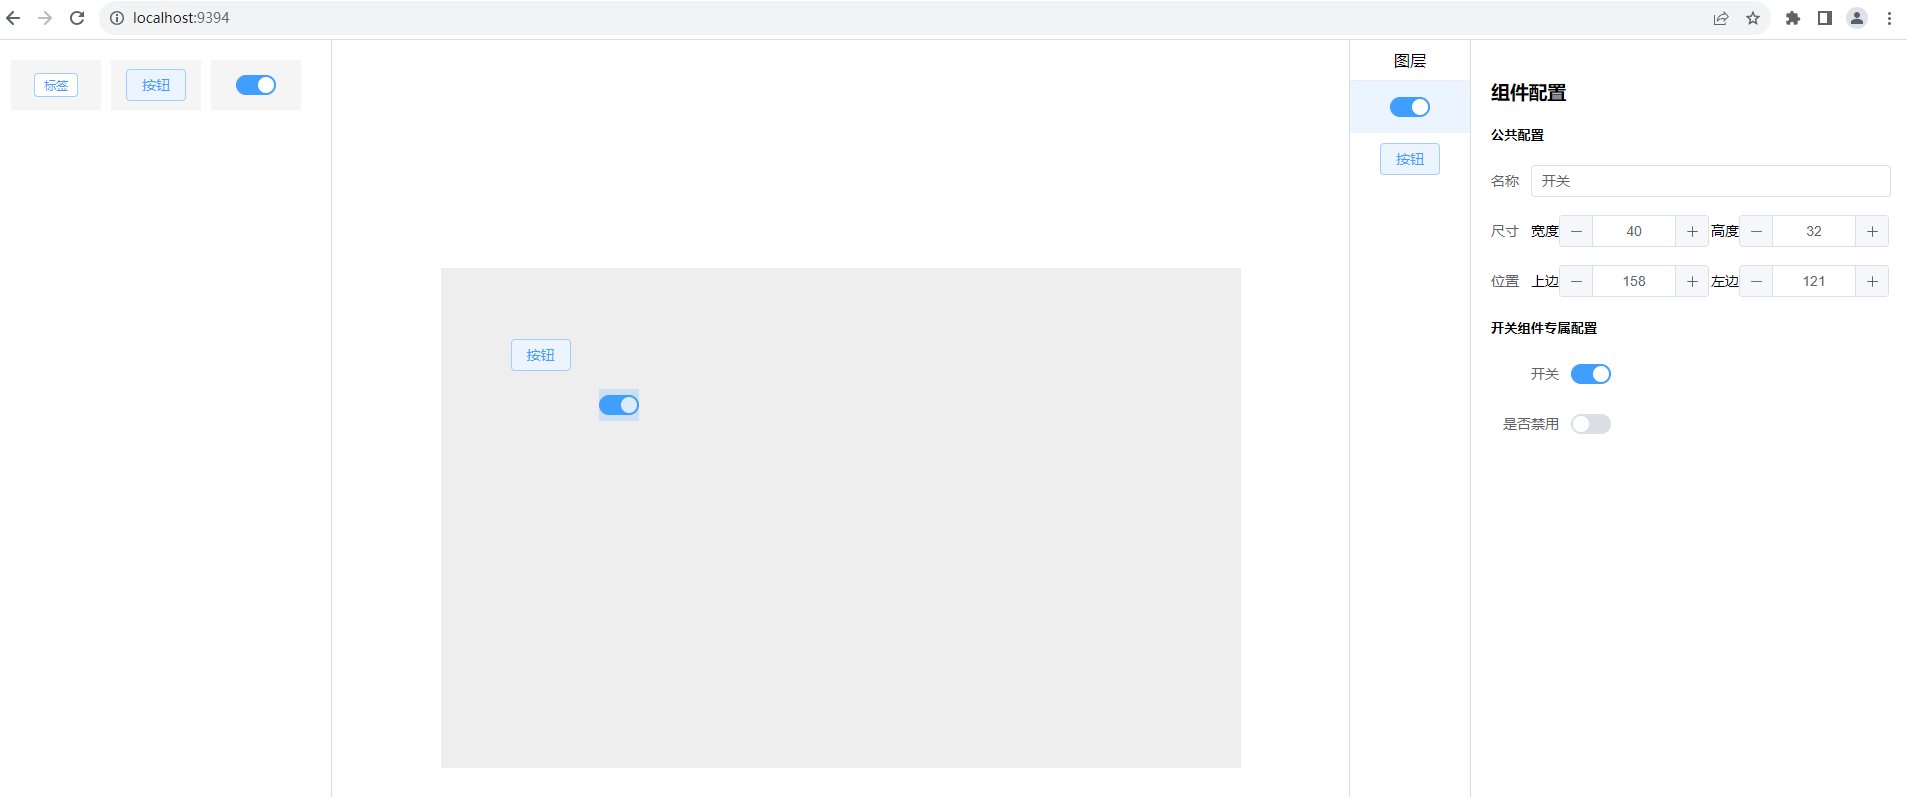 localhost:9394
标签
按钮
按钮
图层
按钮
组件配置
公共配置
名称 开关
尺寸 宽度 40 高度 32
位置 上边 158 左边 121
开关组件专属配置
开关
是否禁用